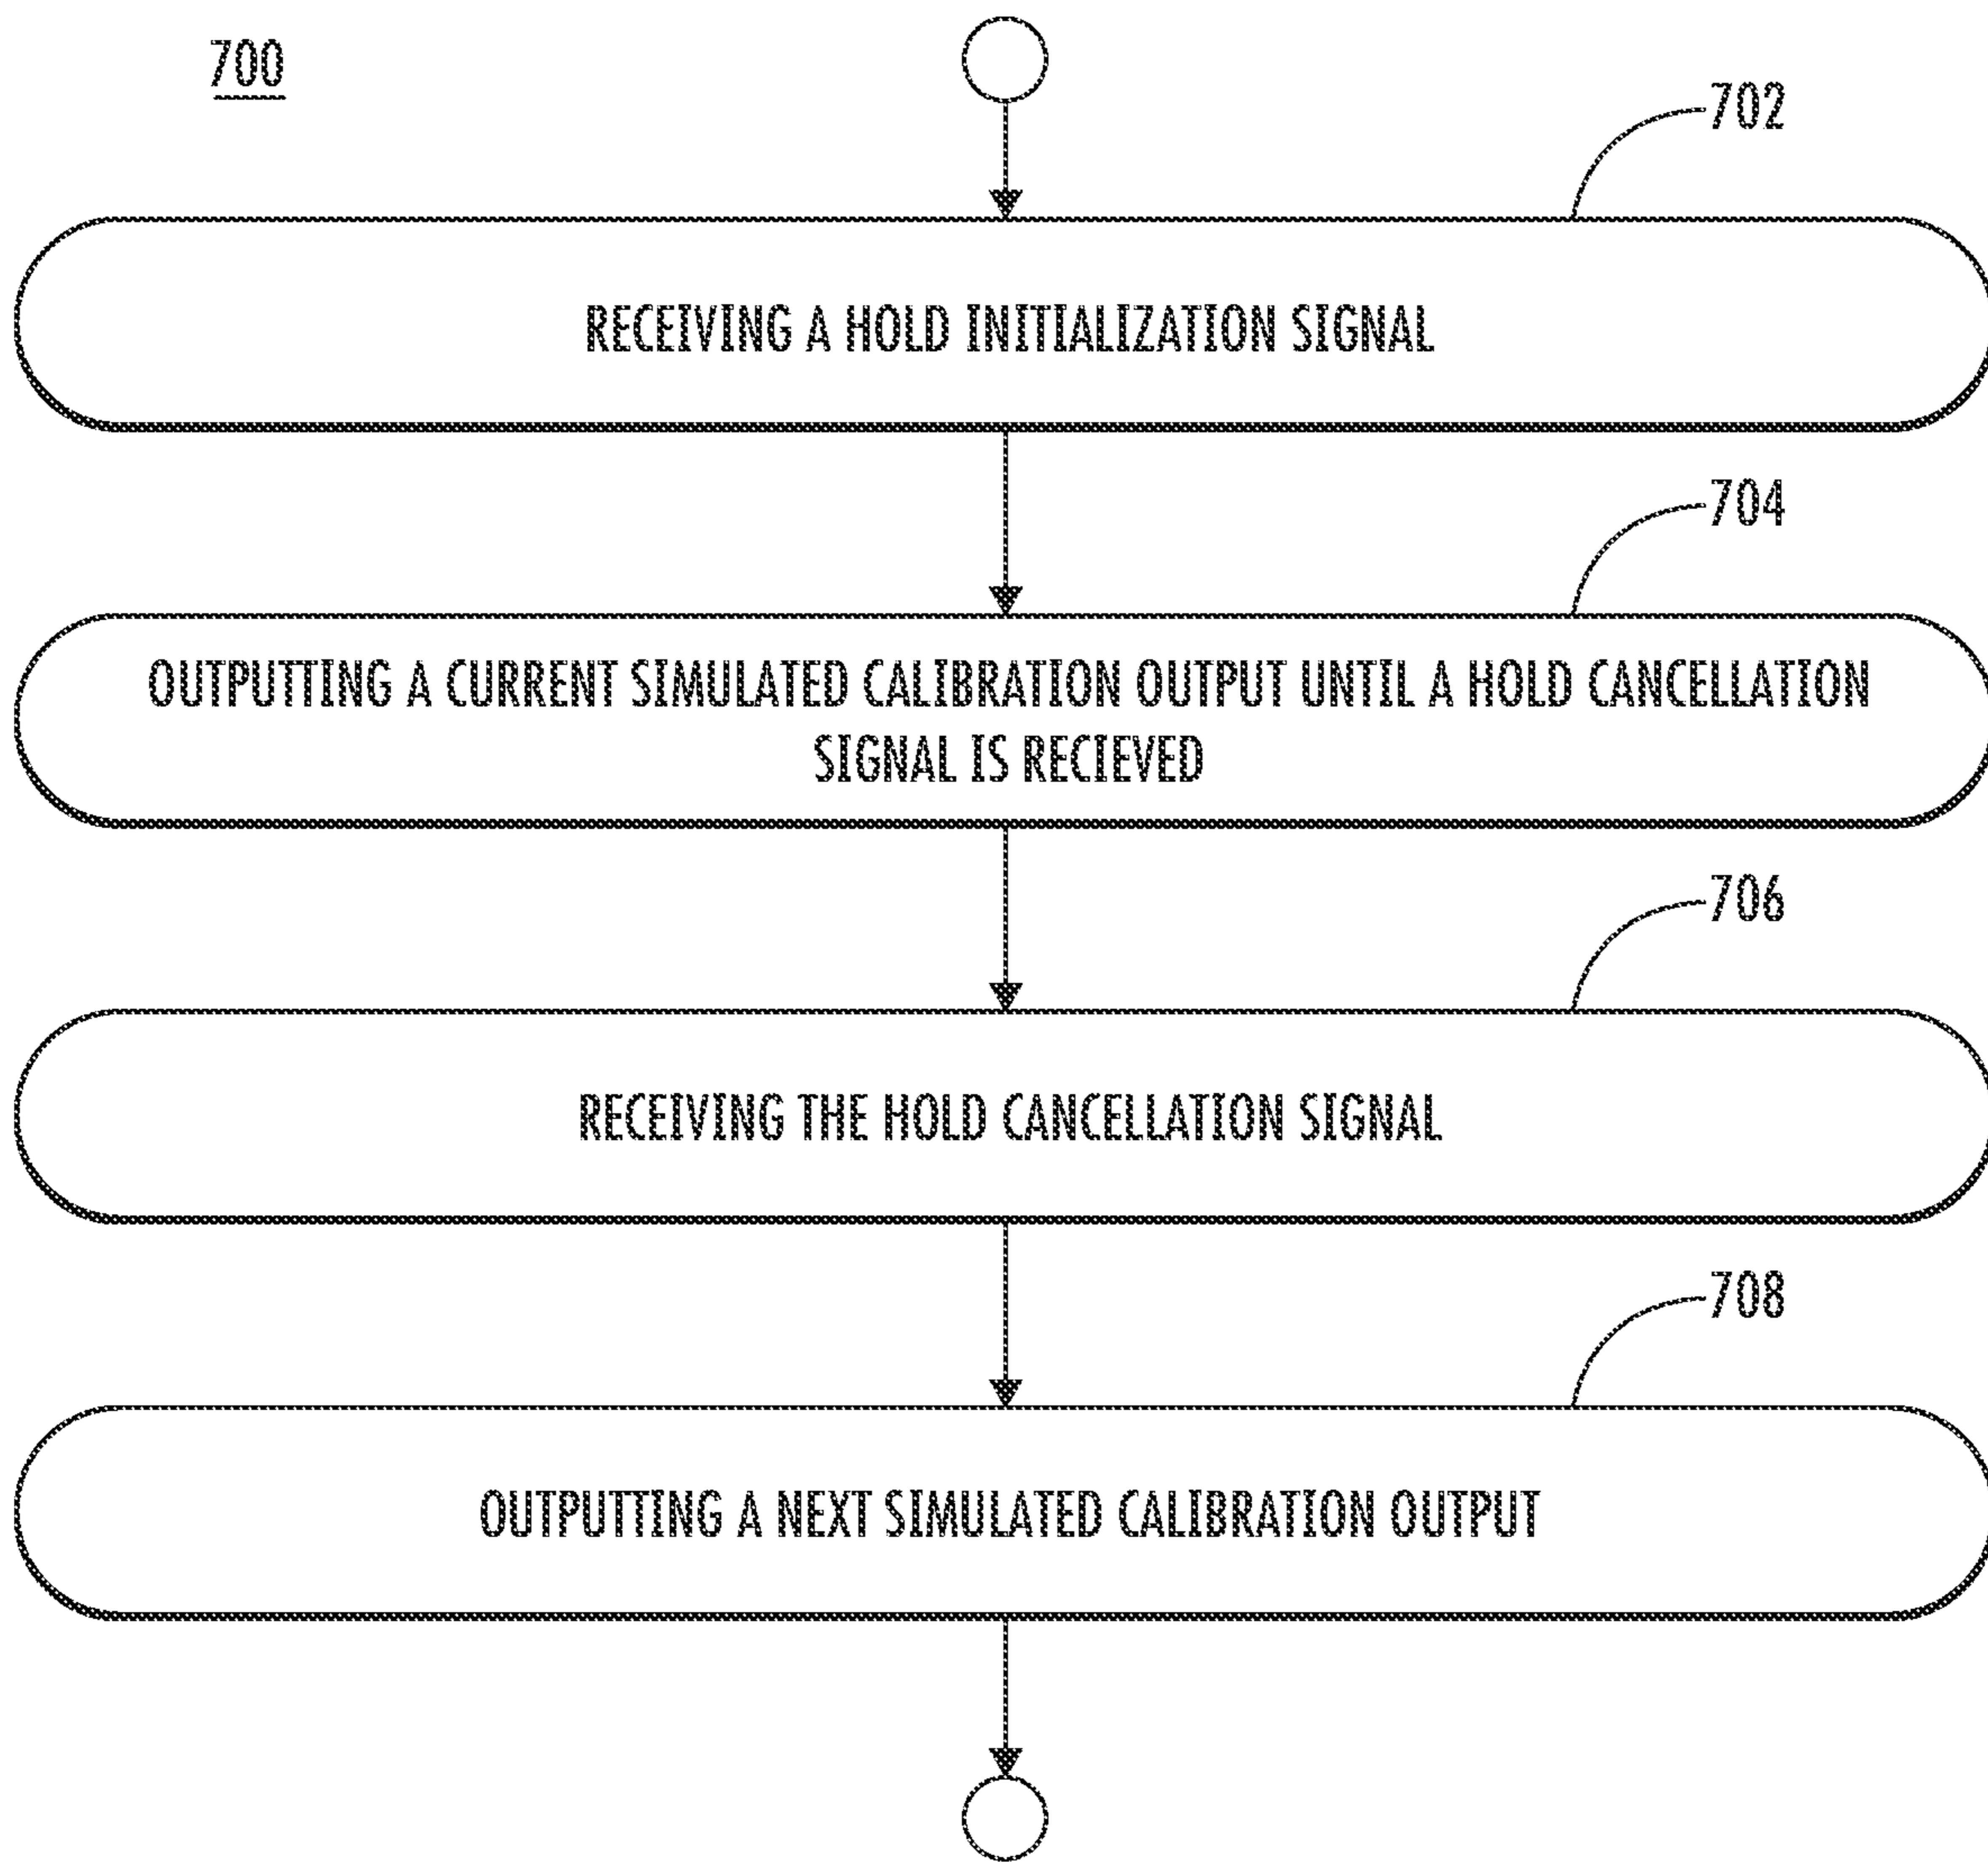 700
702
RECEIVING A HOLD INITIALIZATION SIGNAL
704
OUTPUTTING A CURRENT SIMULATED CALIBRATION OUTPUT UNTIL A HOLD CANCELLATION
SIGNAL IS RECIEVED
706
RECEIVING THE HOLD CANCELLATION SIGNAL
708
OUTPUTTING A NEXT SIMULATED CALIBRATION OUTPUT